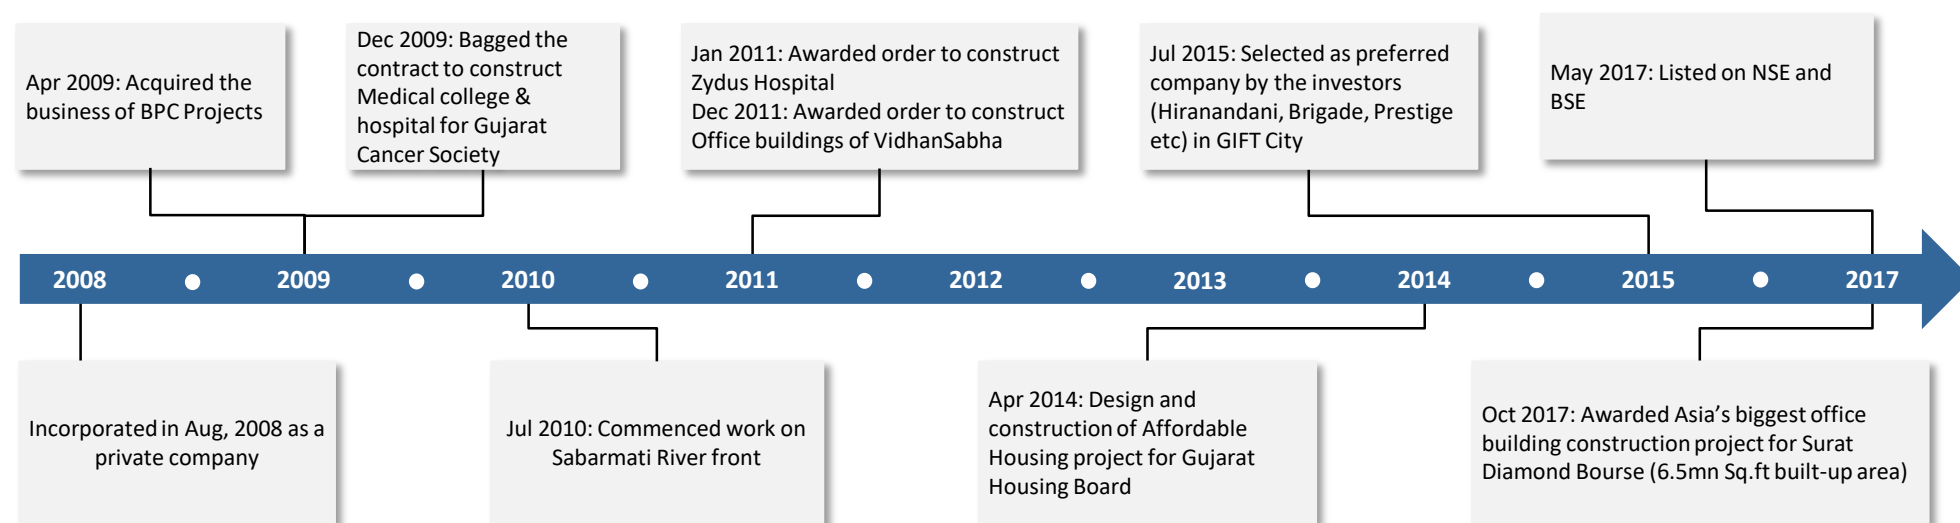 Apr 2009: Acquired the
business of BPC Projects
Dec 2009: Bagged the
contract to construct
Medical college &
hospital for Gujarat
Cancer Society
Jan 2011: Awarded order to construct
Zydus Hospital
Dec 2011: Awarded order to construct
Office buildings of VidhanSabha
Jul 2015: Selected as preferred
company by the investors
(Hiranandani, Brigade, Prestige
etc) in GIFT City
May 2017: Listed on NSE and
BSE
2008 2009 2010 2011 2012 2013 2014 2015 2017
Incorporated in Aug, 2008 as a
private company
Jul 2010: Commenced work on
Sabarmati River front
Apr 2014: Design and
construction of Affordable
Housing project for Gujarat
Housing Board
Oct 2017: Awarded Asia’s biggest office
building construction project for Surat
Diamond Bourse (6.5mn Sq.ft built-up area)